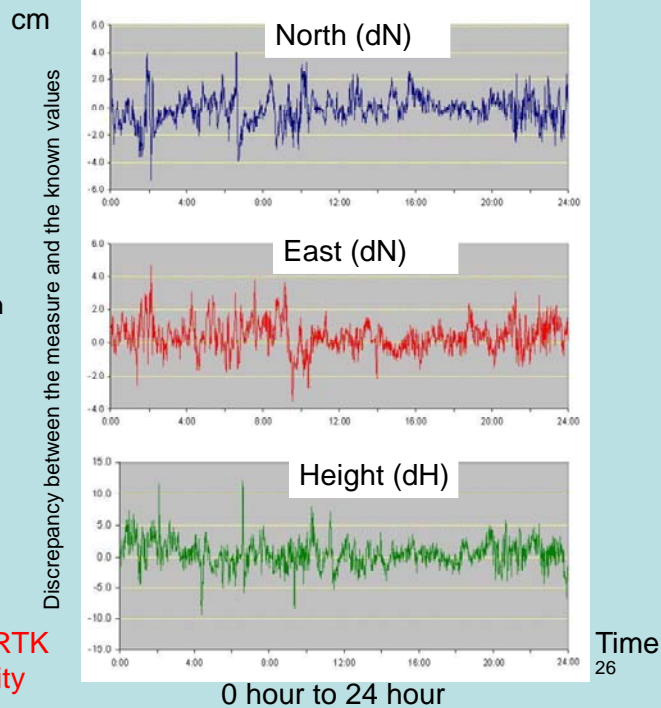 cm
Discrepancy between the measure and the known values
North (dN)
6.0
4.0
2.0
0.0
-2.0
-4.0
-6.0
0:00 4:00 8:00 12:00 16:00 20:00 24:00
East (dN)
6.0
4.0
2.0
0.0
-2.0
-4.0
0:00 4:00 8:00 12:00 16:00 20:00 24:00
Height (dH)
15.0
10.0
5.0
0.0
-5.0
-10.0
-15.0
0:00 4:00 8:00 12:00 16:00 20:00 24:00
RTK
Time
26
0 hour to 24 hour